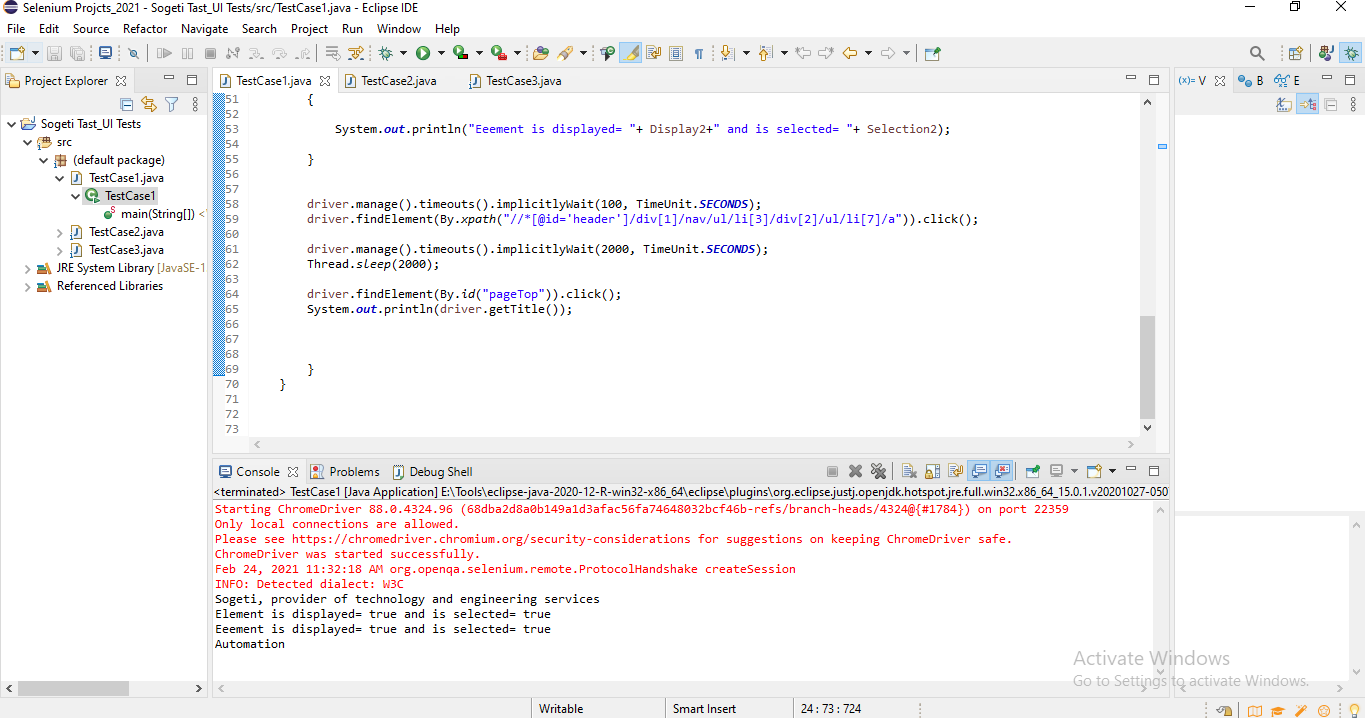 Selenium Projcts_2021 - Sogeti Tast_UI Tests/src/TestCase1.java - Eclipse IDE
File Edit Source Refactor Navigate Search Project Run Window Help
Project Explorer
Sogeti Tast_UI Tests
src
(default package)
TestCase1.java
TestCase1
main(String[]) <
TestCase2.java
TestCase3.java
JRE System Library [JavaSE-1
Referenced Libraries
TestCase1.java TestCase2.java TestCase3.java
51 {
52
53 System.out.println("Eeement is displayed= "+ Display2+" and is selected= "+ Selection2);
54
55 }
56
57
58 driver.manage().timeouts().implicitlyWait(100, TimeUnit.SECONDS);
59 driver.findElement(By.xpath("//*[@id='header']/div[1]/nav/ul/li[3]/div[2]/ul/li[7]/a")).click();
60
61 driver.manage().timeouts().implicitlyWait(2000, TimeUnit.SECONDS);
62 Thread.sleep(2000);
63
64 driver.findElement(By.id("pageTop")).click();
65 System.out.println(driver.getTitle());
66
67
68
69 }
70 }
71
72
73
(x)= V B E
Console Problems Debug Shell
<terminated> TestCase1 [Java Application] E:\Tools\eclipse-java-2020-12-R-win32-x86_64\eclipse\plugins\org.eclipse.justj.openjdk.hotspot.jre.full.win32.x86_64_15.0.1.v20201027-050
Starting ChromeDriver 88.0.4324.96 (68dba2d8a0b149a1d3afac56fa74648032bcf46b-refs/branch-heads/4324@{#1784}) on port 22359
Only local connections are allowed.
Please see https://chromedriver.chromium.org/security-considerations for suggestions on keeping ChromeDriver safe.
ChromeDriver was started successfully.
Feb 24, 2021 11:32:18 AM org.openqa.selenium.remote.ProtocolHandshake createSession
INFO: Detected dialect: W3C
Sogeti, provider of technology and engineering services
Element is displayed= true and is selected= true
Eeement is displayed= true and is selected= true
Automation
Activate Windows
Go to Settings to activate Windows.
Writable Smart Insert 24 : 73 : 724